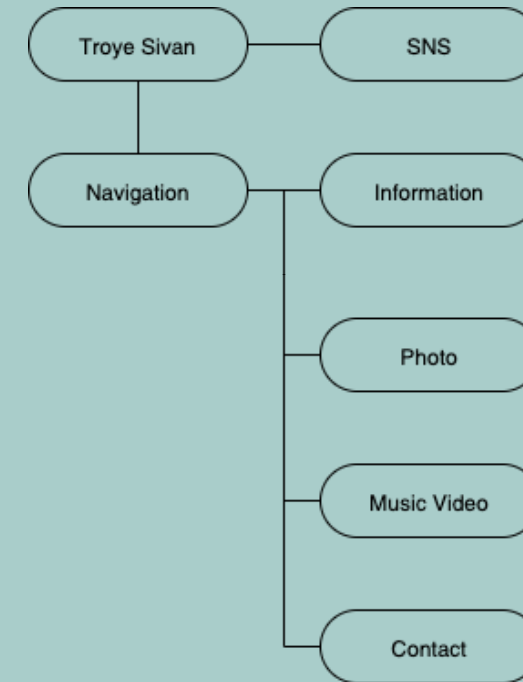 Troye Sivan
SNS
Navigation
Information
Photo
Music Video
Contact